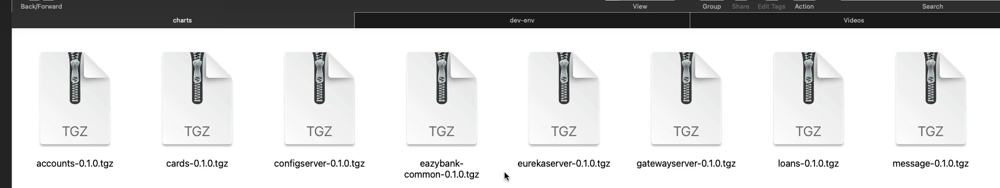 Back/Forward
View
Group
Share
Edit Tags
Action
Search
charts
dev-env
Videos
TGZ
TGZ
TGZ
TGZ
TGZ
TGZ
TGZ
TGZ
accounts-0.1.0.tgz
cards-0.1.0.tgz
configserver-0.1.0.tgz
eazybank-
common-0.1.0.tgz
eurekaserver-0.1.0.tgz
gatewayserver-0.1.0.tgz
loans-0.1.0.tgz
message-0.1.0.tgz